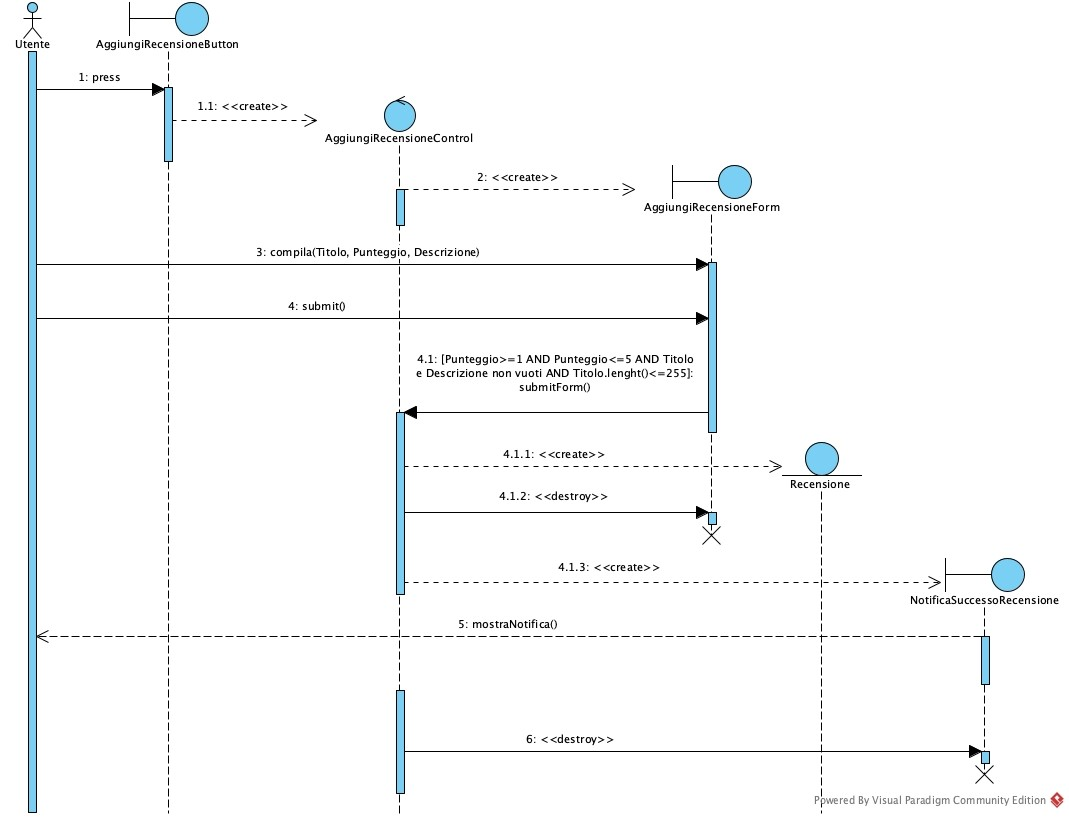 Utente
AggiungiRecensioneButton
1: press
1.1: <<create>>
AggiungiRecensioneControl
2: <<create>>
AggiungiRecensioneForm
3: compila(Titolo, Punteggio, Descrizione)
4: submit()
4.1: [Punteggio>=1 AND Punteggio<=5 AND Titolo
e Descrizione non vuoti AND Titolo.lenght()<=255]:
submitForm()
4.1.1: <<create>>
Recensione
4.1.2: <<destroy>>
4.1.3: <<create>>
NotificaSuccessoRecensione
5: mostraNotifica()
6: <<destroy>>
Powered By Visual Paradigm Community Edition